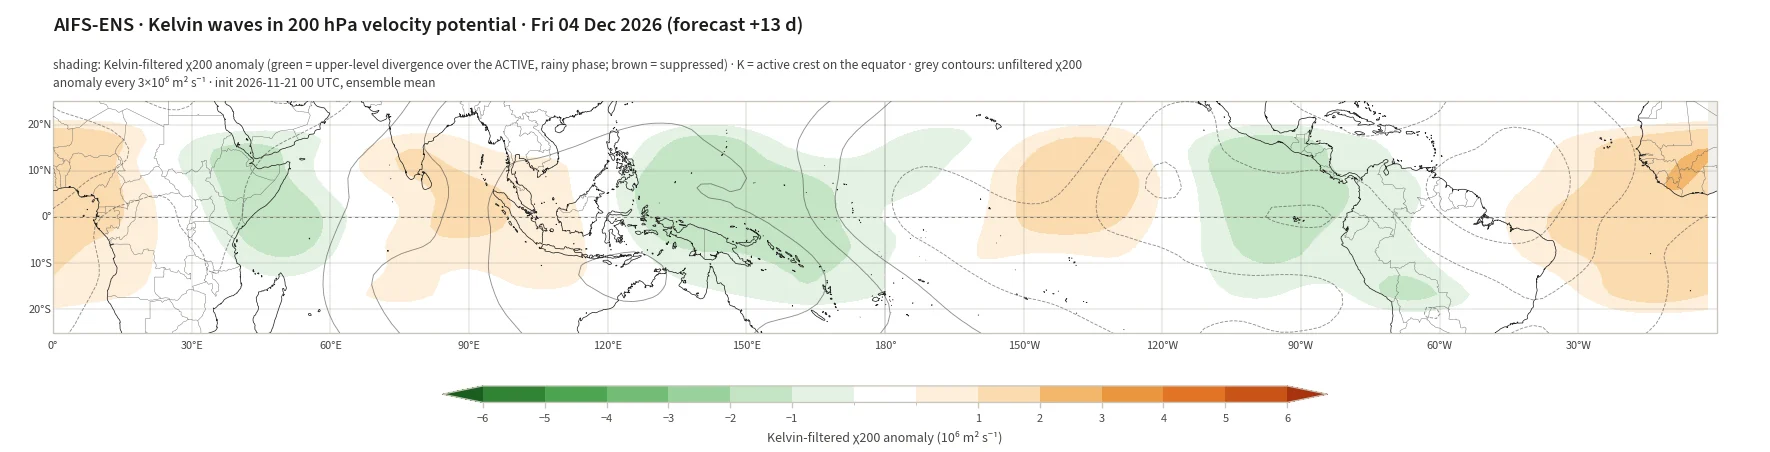 AIFS-ENS · Kelvin waves in 200 hPa velocity potential · Fri 04 Dec 2026 (forecast +13 d)
shading: Kelvin-filtered χ200 anomaly (green = upper-level divergence over the ACTIVE, rainy phase; brown = suppressed) · K = active crest on the equator · grey contours: unfiltered χ200
anomaly every 3×10⁶ m² s⁻¹ · init 2026-11-21 00 UTC, ensemble mean
20°N
10°N
0°
10°S
20°S
0° 30°E 60°E 90°E 120°E 150°E 180° 150°W 120°W 90°W 60°W 30°W
−6 −5 −4 −3 −2 −1 1 2 3 4 5 6
Kelvin-filtered χ200 anomaly (10⁶ m² s⁻¹)